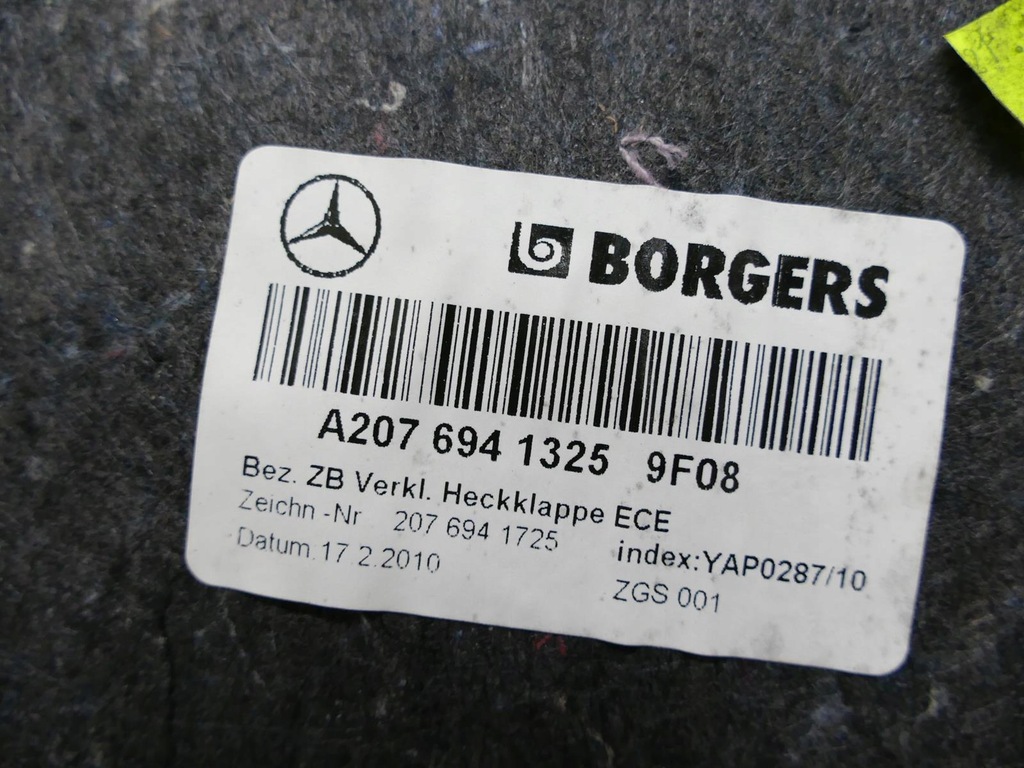 BORGERS
A207 694 1325 9F08
Bez. ZB Verkl. Heckklappe ECE
Zeichn-Nr 207 694 1725
index:YAP0287/10
Datum:17.2.2010
ZGS 001